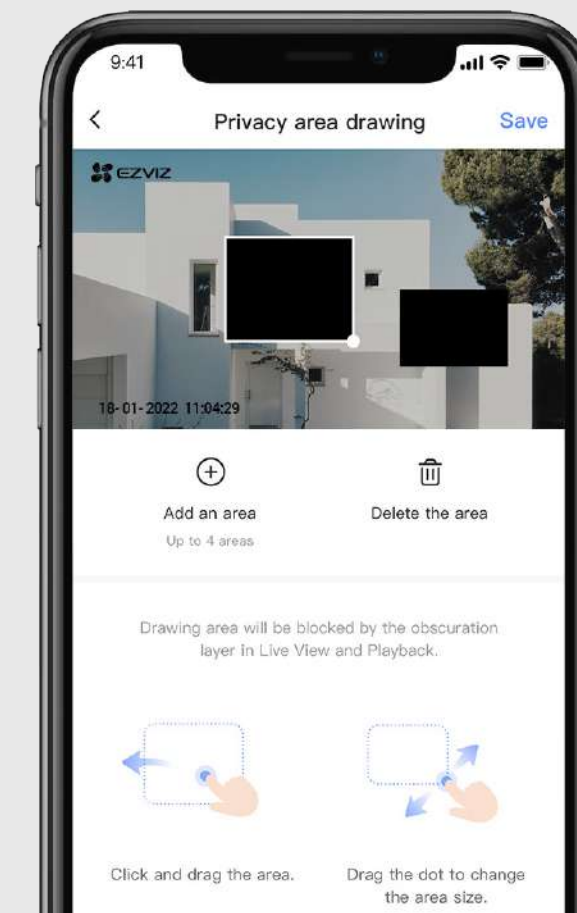 9:41
Privacy area drawing
Save
EZVIZ
18-01-2022 11:04:29
Add an area
Delete the area
Up to 4 areas
Drawing area will be blocked by the obscuration
layer in Live View and Playback.
Click and drag the area.
Drag the dot to change
the area size.